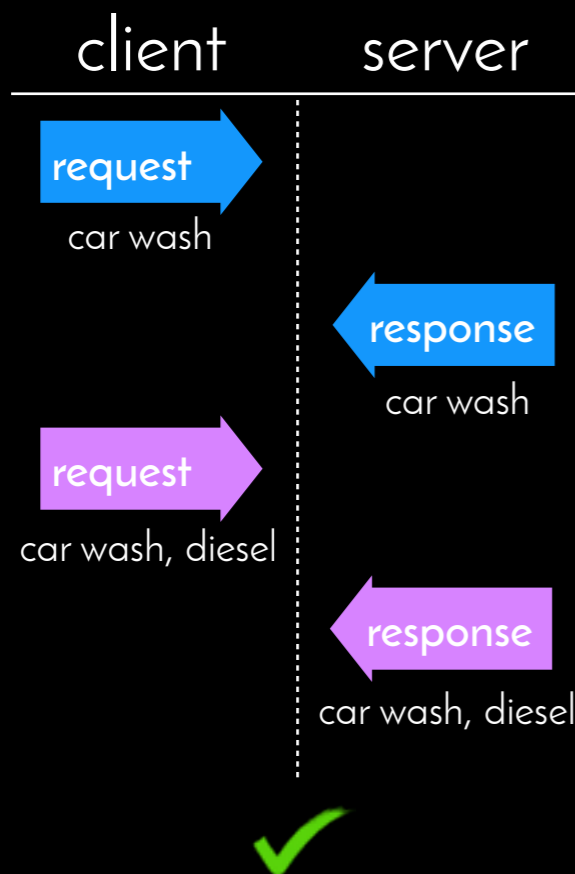 client server
request
car wash
response
car wash
request
car wash, diesel
response
car wash, diesel